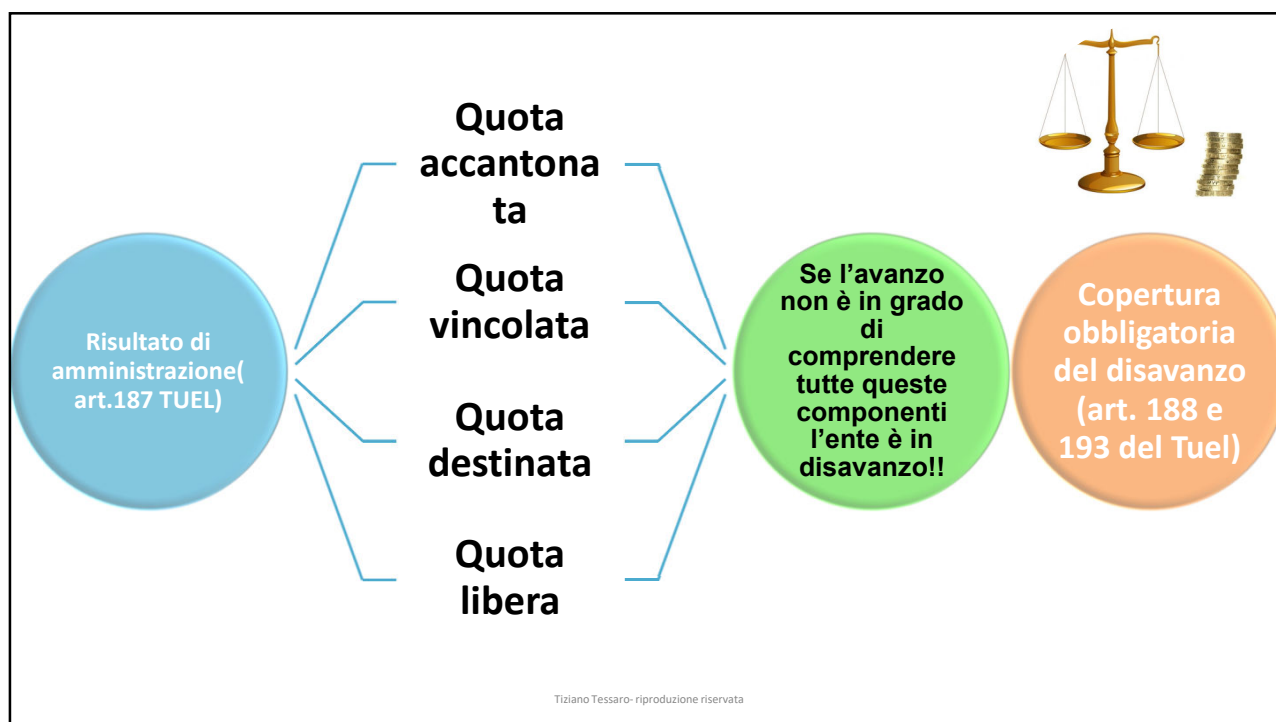 Risultato di
amministrazione(
art.187 TUEL)
Quota
accantona
ta
Quota
vincolata
Quota
destinata
Quota
libera
Se l’avanzo
non è in grado
di
comprendere
tutte queste
componenti
l’ente è in
disavanzo!!
Copertura
obbligatoria
del disavanzo
(art. 188 e
193 del Tuel)
Tiziano Tessaro- riproduzione riservata